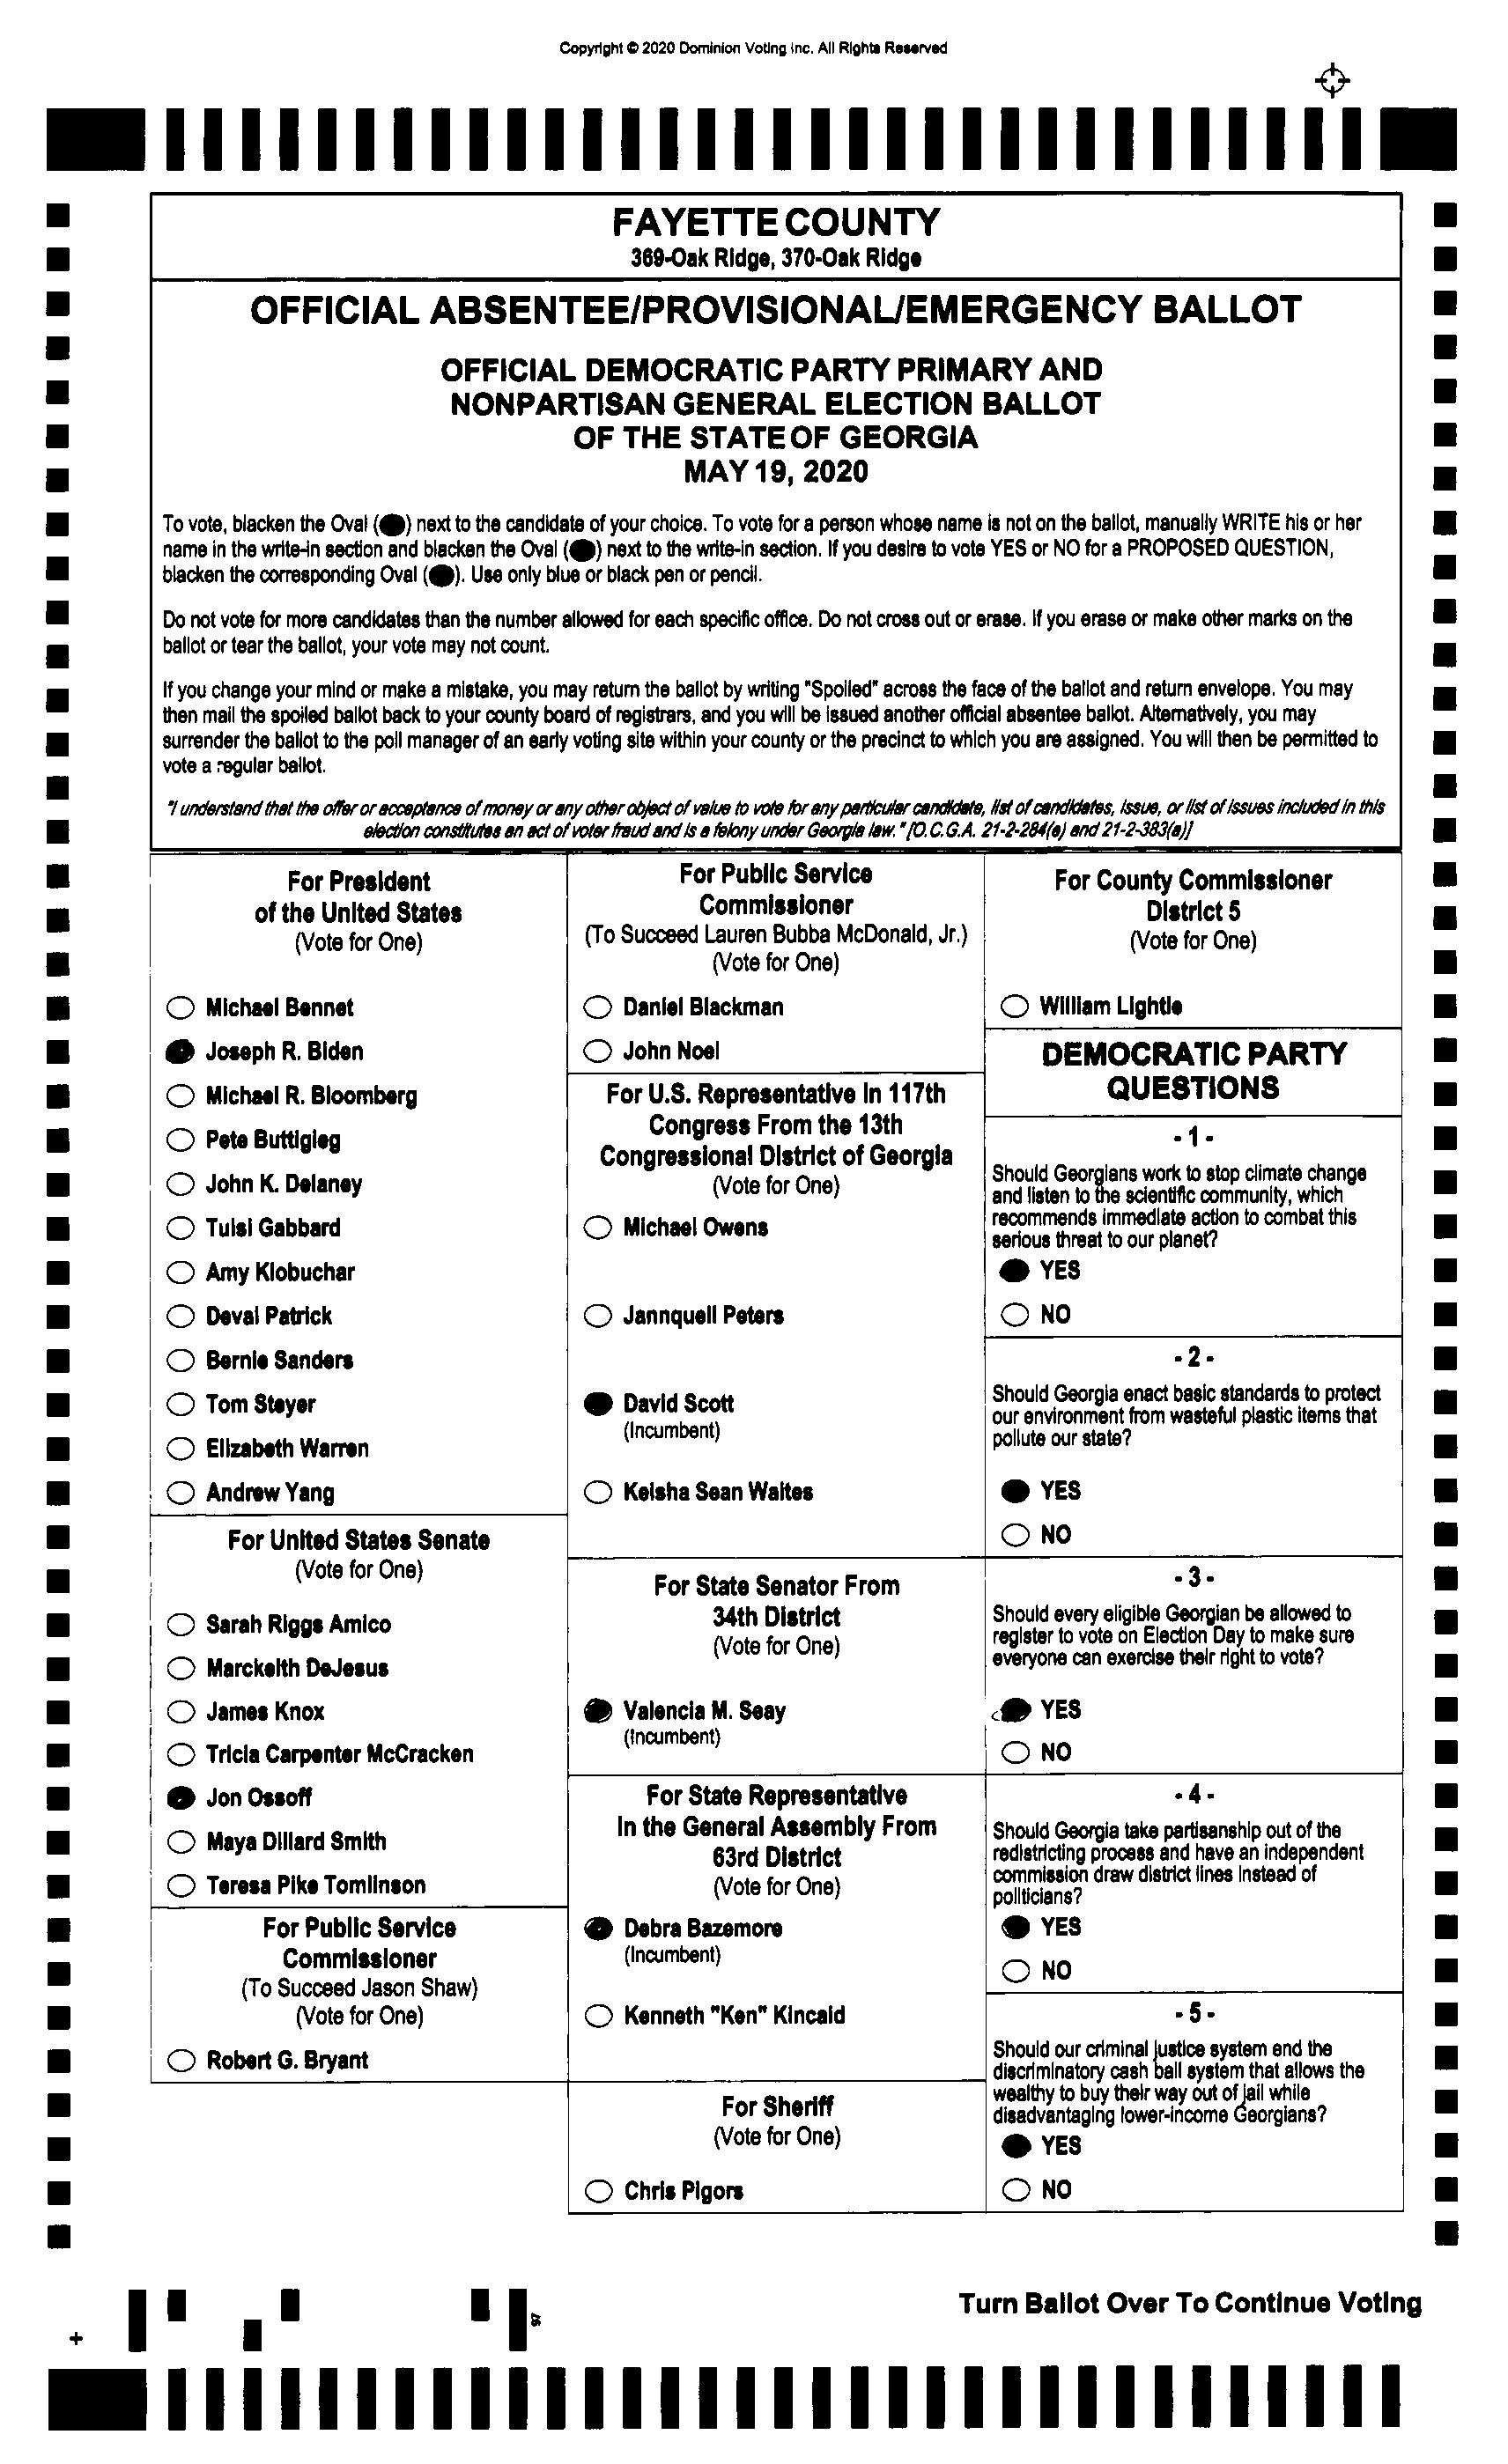 Copyright © 2020 Dominion Voting Inc. All Rights Reserved
FAYETTE COUNTY
369-Oak Ridge, 370-Oak Ridge
OFFICIAL ABSENTEE/PROVISIONAL/EMERGENCY BALLOT
OFFICIAL DEMOCRATIC PARTY PRIMARY AND
NONPARTISAN GENERAL ELECTION BALLOT
OF THE STATE OF GEORGIA
MAY 19, 2020
To vote, blacken the Oval (●) next to the candidate of your choice. To vote for a person whose name is not on the ballot, manually WRITE his or her
name in the write-in section and blacken the Oval (●) next to the write-in section. If you desire to vote YES or NO for a PROPOSED QUESTION,
blacken the corresponding Oval (●). Use only blue or black pen or pencil.
Do not vote for more candidates than the number allowed for each specific office. Do not cross out or erase. If you erase or make other marks on the
ballot or tear the ballot, your vote may not count.
If you change your mind or make a mistake, you may return the ballot by writing "Spoiled" across the face of the ballot and return envelope. You may
then mail the spoiled ballot back to your county board of registrars, and you will be issued another official absentee ballot. Alternatively, you may
surrender the ballot to the poll manager of an early voting site within your county or the precinct to which you are assigned. You will then be permitted to
vote a regular ballot.
"I understand that the offer or acceptance of money or any other object of value to vote for any particular candidate, list of candidates, issue, or list of issues included in this
election constitutes an act of voter fraud and is a felony under Georgia law." [O.C.G.A. 21-2-284(e) and 21-2-383(a)]
For President
of the United States
(Vote for One)
Michael Bennet
Joseph R. Biden
Michael R. Bloomberg
Pete Buttigieg
John K. Delaney
Tulsi Gabbard
Amy Klobuchar
Deval Patrick
Bernie Sanders
Tom Steyer
Elizabeth Warren
Andrew Yang
For United States Senate
(Vote for One)
Sarah Riggs Amico
Marckeith DeJesus
James Knox
Tricia Carpenter McCracken
Jon Ossoff
Maya Dillard Smith
Teresa Pike Tomlinson
For Public Service
Commissioner
(To Succeed Jason Shaw)
(Vote for One)
Robert G. Bryant
For Public Service
Commissioner
(To Succeed Lauren Bubba McDonald, Jr.)
(Vote for One)
Daniel Blackman
John Noel
For U.S. Representative in 117th
Congress From the 13th
Congressional District of Georgia
(Vote for One)
Michael Owens
Jannquell Peters
David Scott
(Incumbent)
Keisha Sean Waites
For State Senator From
34th District
(Vote for One)
Valencia M. Seay
(Incumbent)
For State Representative
In the General Assembly From
63rd District
(Vote for One)
Debra Bazemore
(Incumbent)
Kenneth "Ken" Kincaid
For Sheriff
(Vote for One)
Chris Pigors
For County Commissioner
District 5
(Vote for One)
William Lightle
DEMOCRATIC PARTY
QUESTIONS
- 1 -
Should Georgians work to stop climate change
and listen to the scientific community, which
recommends immediate action to combat this
serious threat to our planet?
YES
NO
- 2 -
Should Georgia enact basic standards to protect
our environment from wasteful plastic items that
pollute our state?
YES
NO
- 3 -
Should every eligible Georgian be allowed to
register to vote on Election Day to make sure
everyone can exercise their right to vote?
YES
NO
- 4 -
Should Georgia take partisanship out of the
redistricting process and have an independent
commission draw district lines instead of
politicians?
YES
NO
- 5 -
Should our criminal justice system end the
discriminatory cash bail system that allows the
wealthy to buy their way out of jail while
disadvantaging lower-income Georgians?
YES
NO
Turn Ballot Over To Continue Voting